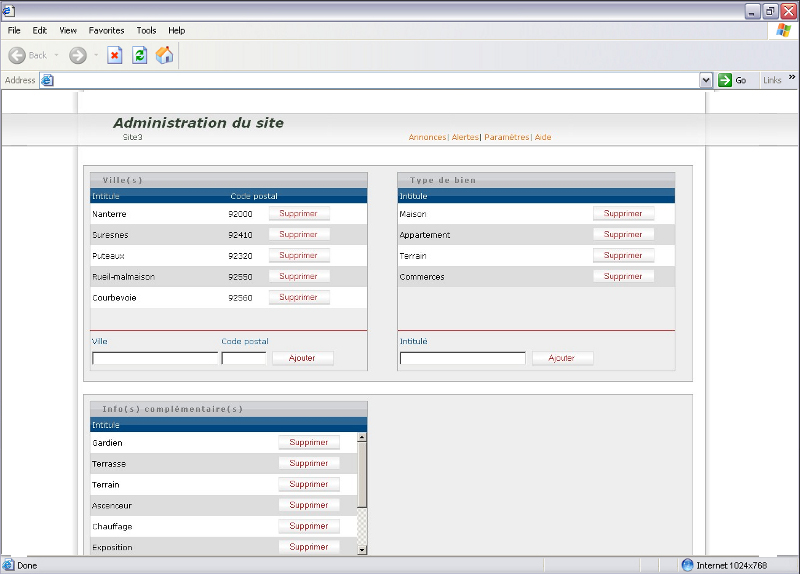 File Edit View Favorites Tools Help
Back
Address Go Links »
Administration du site
Site3
Annonces| Alertes| Paramètres| Aide
Ville(s)
Intitule Code postal
Nanterre 92000 Supprimer
Suresnes 92410 Supprimer
Puteaux 92320 Supprimer
Rueil-malmaison 92550 Supprimer
Courbevoie 92560 Supprimer
Ville Code postal
Ajouter
Type de bien
Intitule
Maison Supprimer
Appartement Supprimer
Terrain Supprimer
Commerces Supprimer
Intitulé
Ajouter
Info(s) complémentaire(s)
Intitule
Gardien Supprimer
Terrasse Supprimer
Terrain Supprimer
Ascenceur Supprimer
Chauffage Supprimer
Exposition Supprimer
Done Internet 1024x768